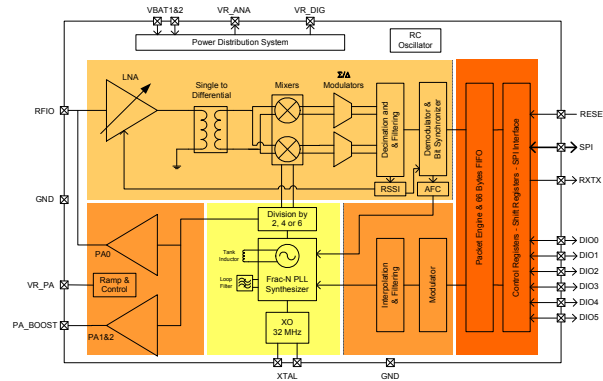 VBAT1&2
VR_ANA
VR_DIG
Power Distribution System
RC
Oscillator
LNA
Single to
Differential
Mixers
Σ/Δ
Modulators
RFIO
Decimation and
& Filtering
Demodulator &
Bit Synchronizer
RSSI
AFC
Packet Engine & 66 Bytes FIFO
Control Registers - Shift Registers - SPI Interface
RESE
SPI
RXTX
GND
Division by
2, 4 or 6
PA0
Tank
Inductor
Frac-N PLL
Synthesizer
Loop
Filter
Interpolation
& Filtering
Modulator
VR_PA
Ramp &
Control
PA_BOOST
PA1&2
XO
32 MHz
DIO0
DIO1
DIO2
DIO3
DIO4
DIO5
XTAL
GND